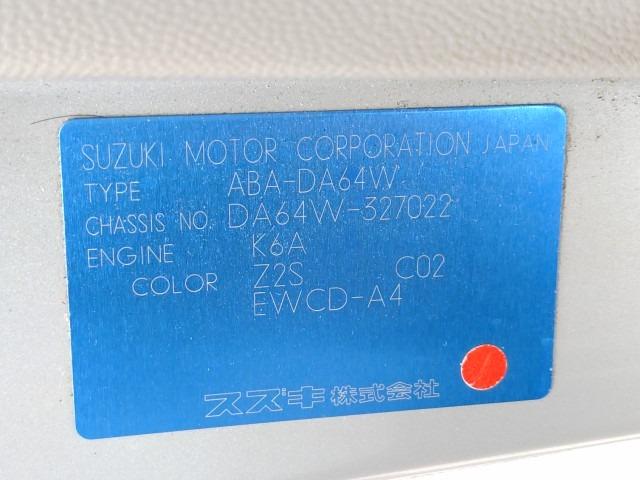 SUZUKI MOTOR CORPORATION JAPAN
TYPE ABA-DA64W
CHASSIS NO. DA64W-327022
ENGINE K6A
COLOR Z2S C02
EWCD-A4
スズキ株式会社